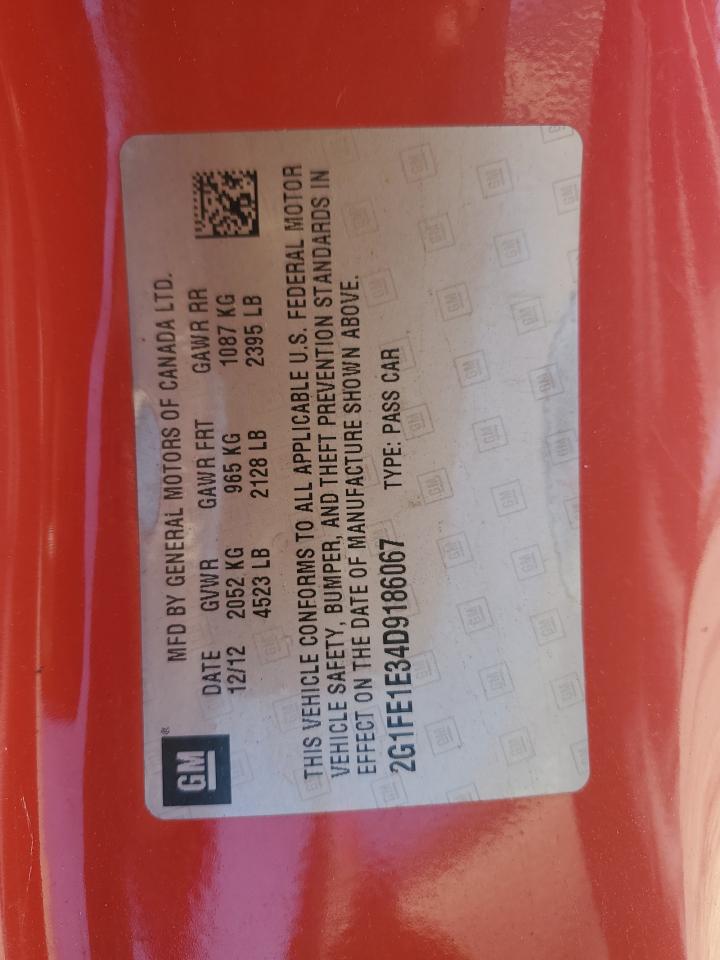 GM®
MFD BY GENERAL MOTORS OF CANADA LTD.
DATE GVWR GAWR FRT GAWR RR
12/12 2052 KG 965 KG 1087 KG
4523 LB 2128 LB 2395 LB
THIS VEHICLE CONFORMS TO ALL APPLICABLE U.S. FEDERAL MOTOR
VEHICLE SAFETY, BUMPER, AND THEFT PREVENTION STANDARDS IN
EFFECT ON THE DATE OF MANUFACTURE SHOWN ABOVE.
2G1FE1E34D9186067 TYPE: PASS CAR